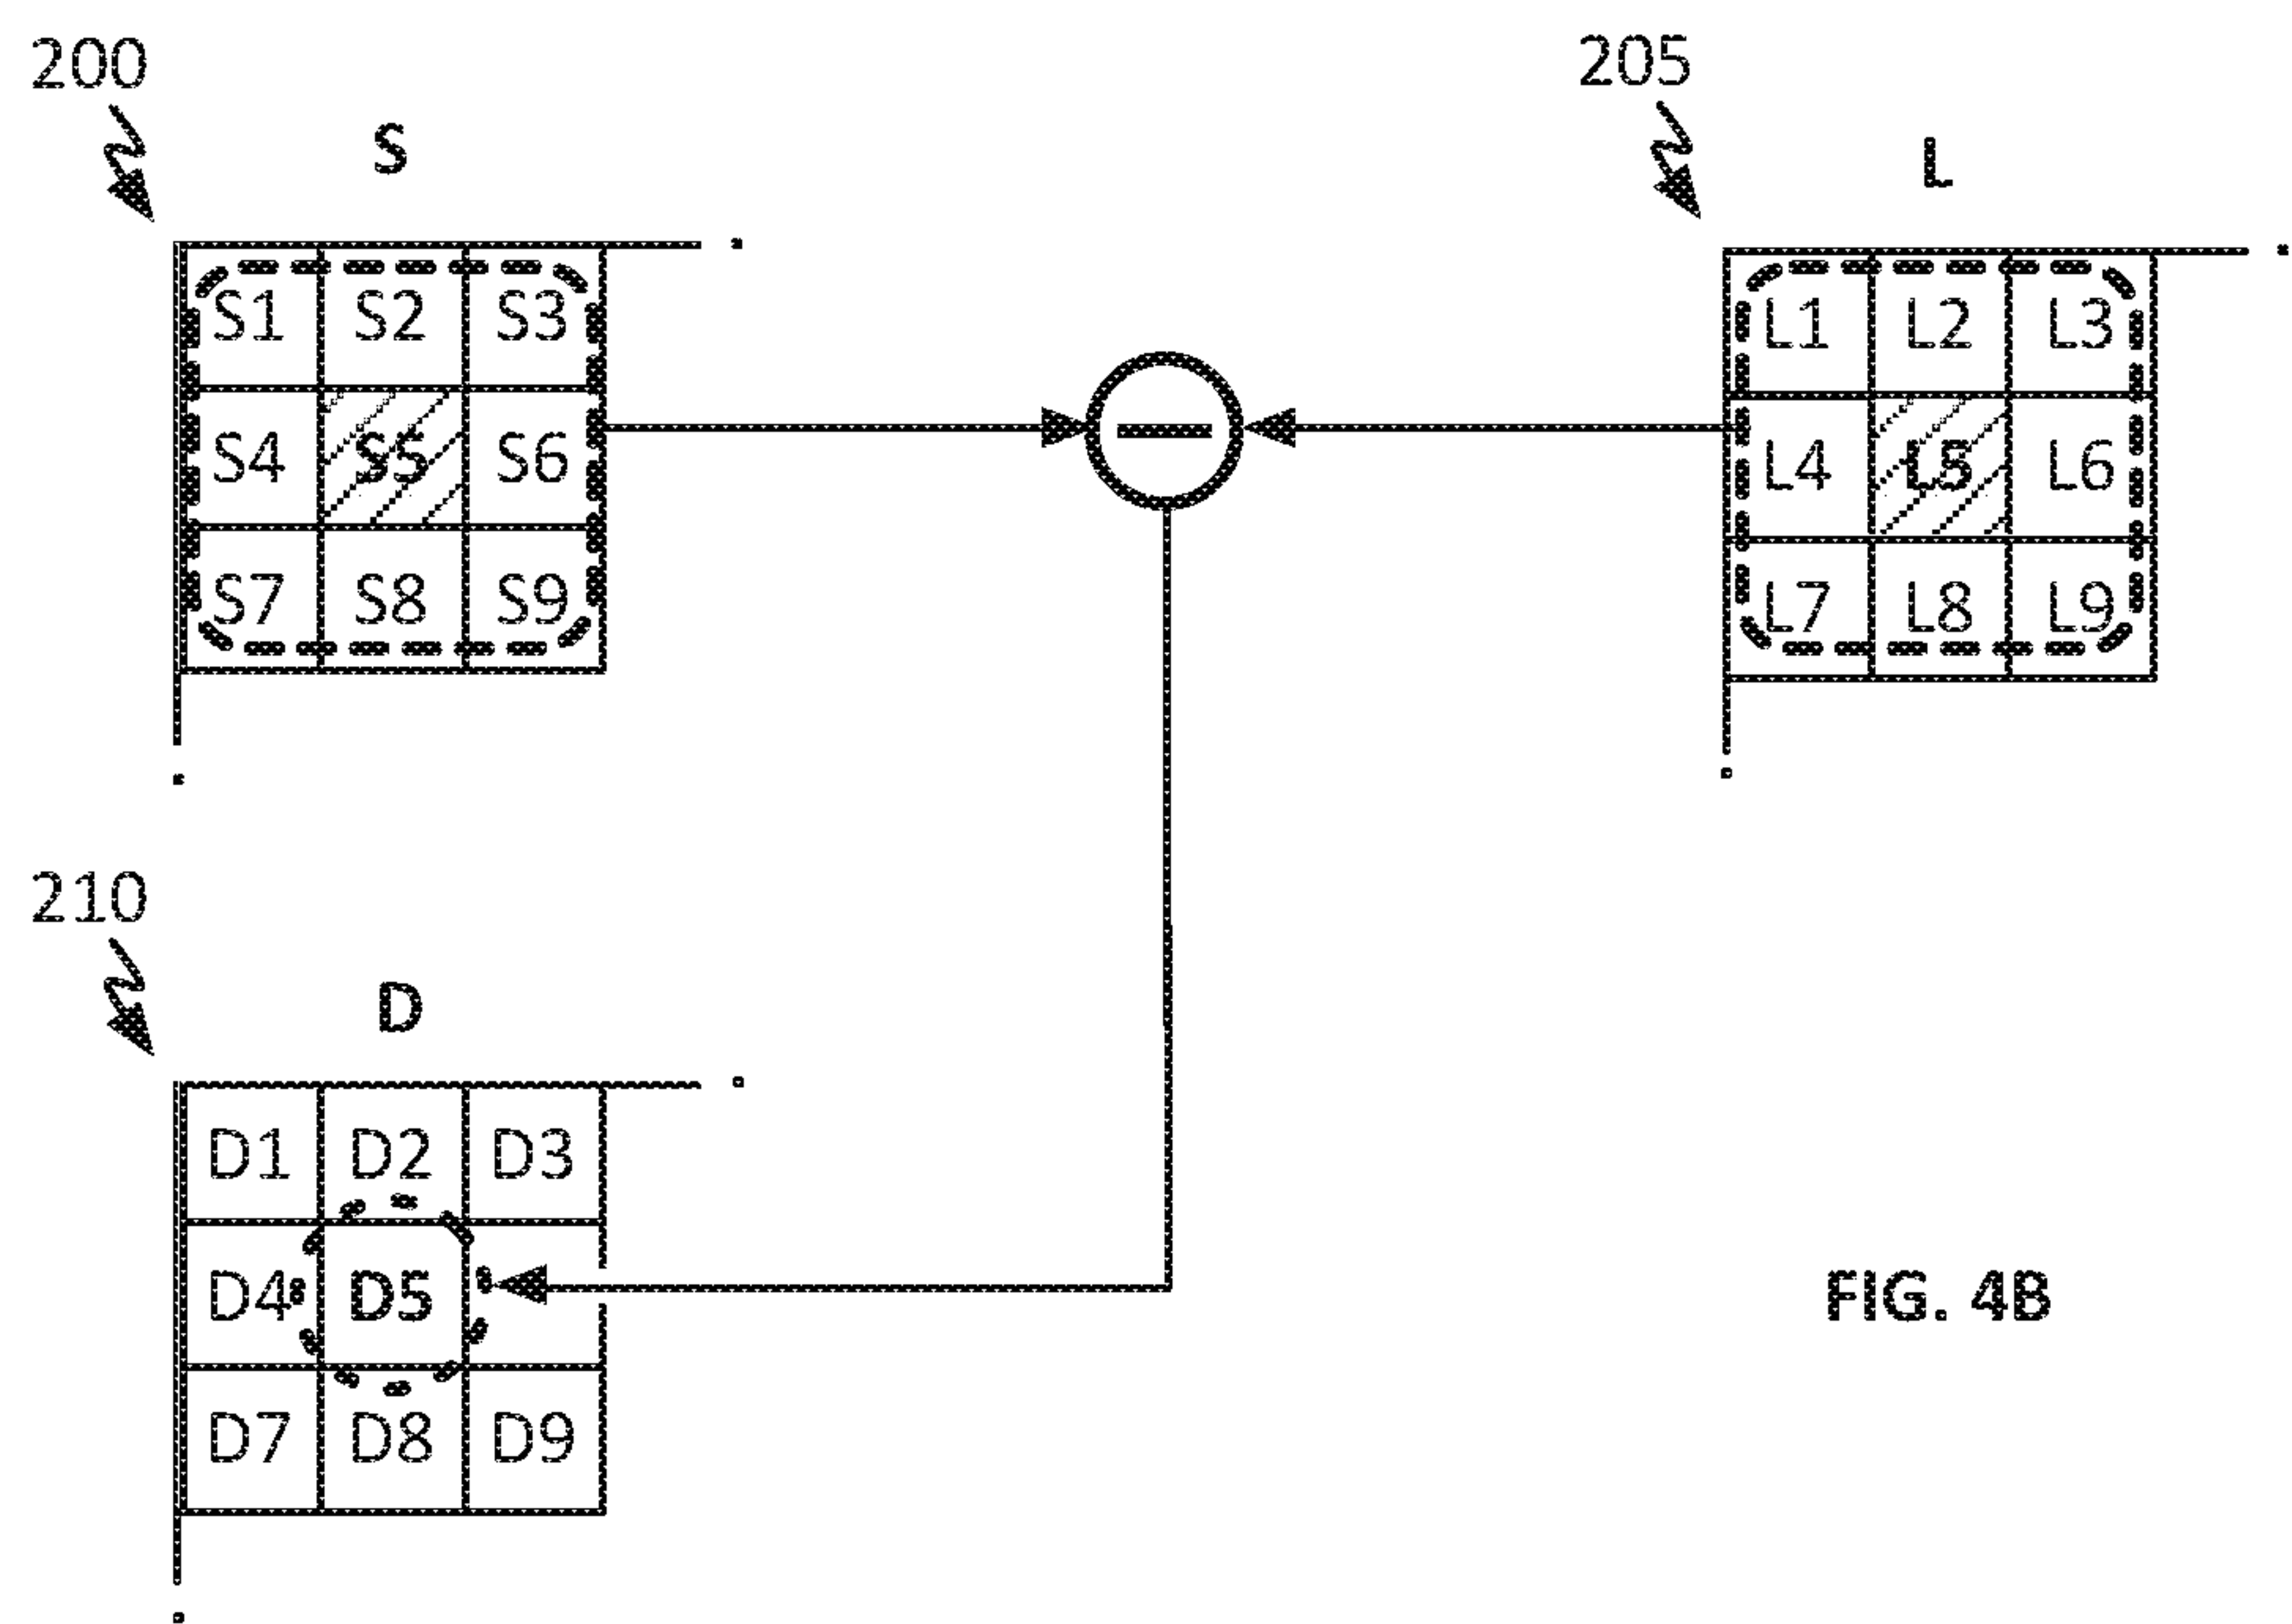 200
S
S1 S2 S3
S4 S5 S6
S7 S8 S9
205
L
L1 L2 L3
L4 L5 L6
L7 L8 L9
210
D
D1 D2 D3
D4 D5
D7 D8 D9
FIG. 4B